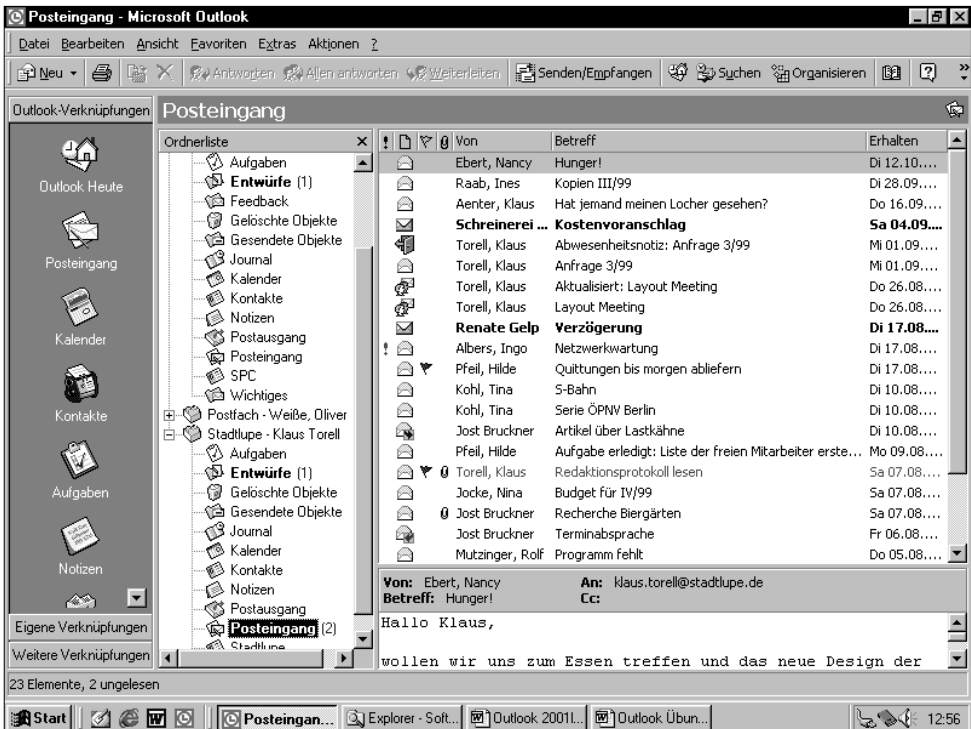 Posteingang - Microsoft Outlook
Datei Bearbeiten Ansicht Favoriten Extras Aktionen ?
Neu Antworten Allen antworten Weiterleiten Senden/Empfangen Suchen Organisieren
Outlook-Verknüpfungen
Outlook Heute
Posteingang
Kalender
Kontakte
Aufgaben
Notizen
Eigene Verknüpfungen
Weitere Verknüpfungen
Posteingang
Ordnerliste
Aufgaben
Entwürfe (1)
Feedback
Gelöschte Objekte
Gesendete Objekte
Journal
Kalender
Kontakte
Notizen
Postausgang
Posteingang
SPC
Wichtiges
Postfach - Weiße, Oliver
Stadtlupe - Klaus Torell
Aufgaben
Entwürfe (1)
Gelöschte Objekte
Gesendete Objekte
Journal
Kalender
Kontakte
Notizen
Postausgang
Posteingang (2)
Stadtlupe
Von Betreff Erhalten
Ebert, Nancy Hunger! Di 12.10....
Raab, Ines Kopien III/99 Di 28.09....
Aenter, Klaus Hat jemand meinen Locher gesehen? Do 16.09....
Schreinerei ... Kostenvoranschlag Sa 04.09....
Torell, Klaus Abwesenheitsnotiz: Anfrage 3/99 Mi 01.09....
Torell, Klaus Anfrage 3/99 Mi 01.09....
Torell, Klaus Aktualisiert: Layout Meeting Do 26.08....
Torell, Klaus Layout Meeting Do 26.08....
Renate Gelp Verzögerung Di 17.08....
Albers, Ingo Netzwerkwartung Di 17.08....
Pfeil, Hilde Quittungen bis morgen abliefern Di 17.08....
Kohl, Tina S-Bahn Di 10.08....
Kohl, Tina Serie ÖPNV Berlin Di 10.08....
Jost Bruckner Artikel über Lastkähne Di 10.08....
Pfeil, Hilde Aufgabe erledigt: Liste der freien Mitarbeiter erste... Mo 09.08....
Torell, Klaus Redaktionsprotokoll lesen Sa 07.08....
Jocke, Nina Budget für IV/99 Sa 07.08....
Jost Bruckner Recherche Biergärten Sa 07.08....
Jost Bruckner Terminabsprache Fr 06.08....
Mutzinger, Rolf Programm fehlt Do 05.08....
Von: Ebert, Nancy An: klaus.torell@stadtlupe.de
Betreff: Hunger! Cc:
Hallo Klaus,
wollen wir uns zum Essen treffen und das neue Design der
23 Elemente, 2 ungelesen
Start Posteingan... Explorer - Soft... Outlook 2001l... Outlook Übun... 12:56